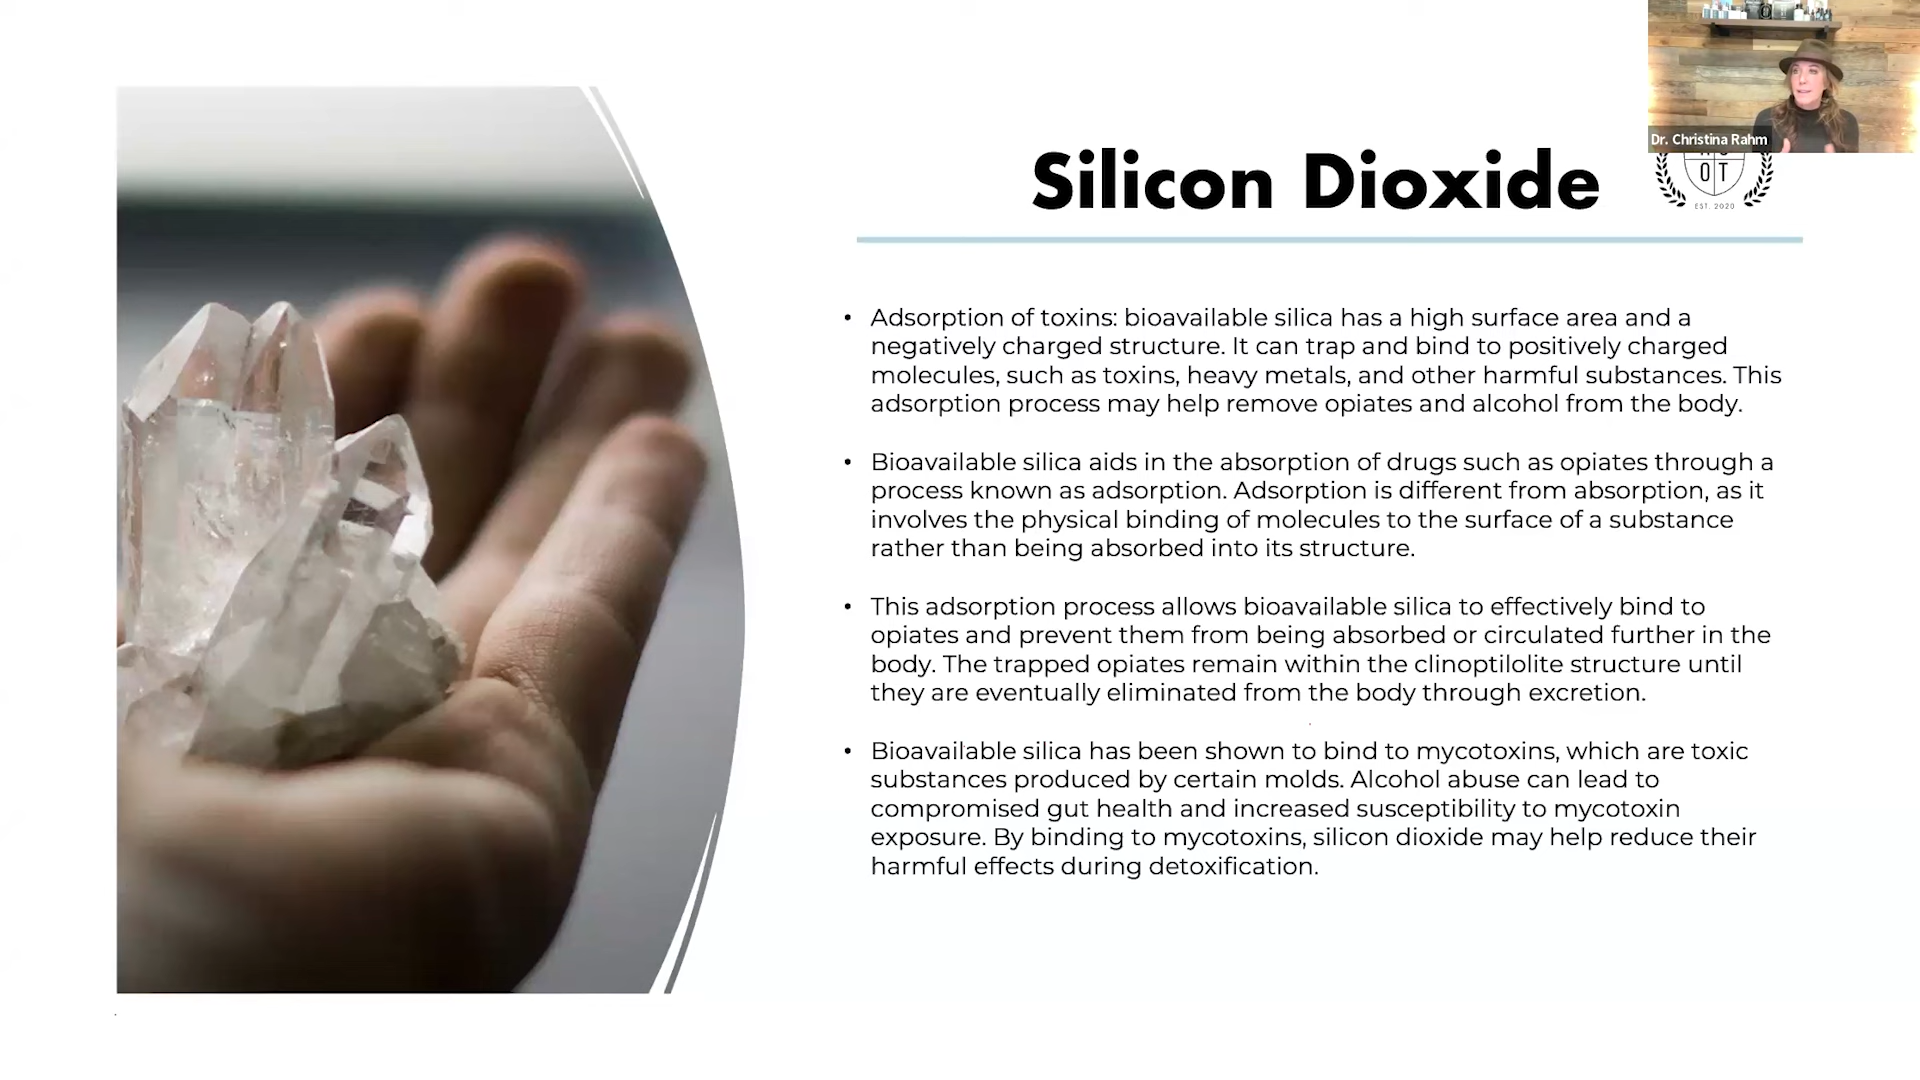 Dr. Christina Rahm
Silicon Dioxide
O T
EST. 2020
• Adsorption of toxins: bioavailable silica has a high surface area and a
negatively charged structure. It can trap and bind to positively charged
molecules, such as toxins, heavy metals, and other harmful substances. This
adsorption process may help remove opiates and alcohol from the body.
• Bioavailable silica aids in the absorption of drugs such as opiates through a
process known as adsorption. Adsorption is different from absorption, as it
involves the physical binding of molecules to the surface of a substance
rather than being absorbed into its structure.
• This adsorption process allows bioavailable silica to effectively bind to
opiates and prevent them from being absorbed or circulated further in the
body. The trapped opiates remain within the clinoptilolite structure until
they are eventually eliminated from the body through excretion.
• Bioavailable silica has been shown to bind to mycotoxins, which are toxic
substances produced by certain molds. Alcohol abuse can lead to
compromised gut health and increased susceptibility to mycotoxin
exposure. By binding to mycotoxins, silicon dioxide may help reduce their
harmful effects during detoxification.